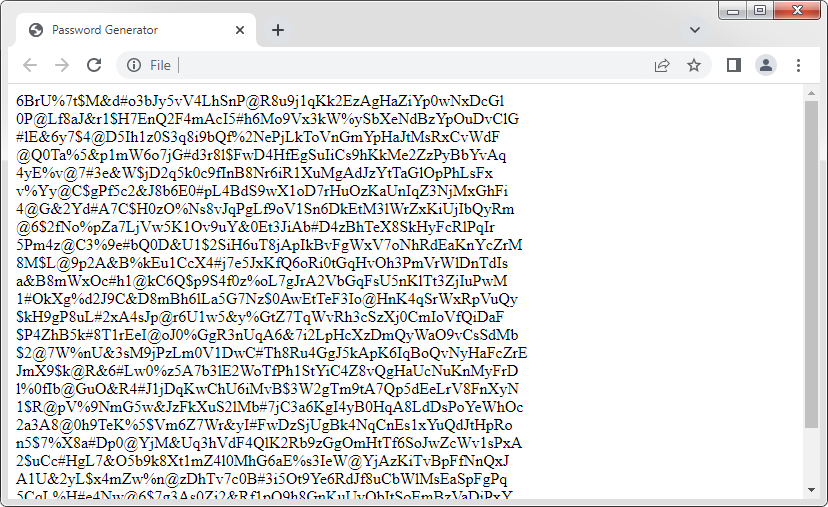 Password Generator
File
6BrU%7t$M&d#o3bJy5vV4LhSnP@R8u9j1qKk2EzAgHaZiYp0wNxDcGl
0P@Lf8aJ&r1$H7EnQ2F4mAcI5#h6Mo9Vx3kW%ySbXeNdBzYpOuDvClG
#lE&6y7$4@D5Ih1z0S3q8i9bQf%2NePjLkToVnGmYpHaJtMsRxCvWdF
@Q0Ta%5&p1mW6o7jG#d3r8l$FwD4HfEgSuIiCs9hKkMe2ZzPyBbYvAq
4yE%v@7#3e&W$jD2q5k0c9fInB8Nr6iR1XuMgAdJzYtTaGlOpPhLsFx
v%Yy@C$gPf5c2&J8b6E0#pL4BdS9wX1oD7rHuOzKaUnIqZ3NjMxGhFi
4@G&2Yd#A7C$H0zO%Ns8vJqPgLf9oV1Sn6DkEtM3lWrZxKiUjIbQyRm
@6$2fNo%pZa7LjVw5K1Ov9uY&0Et3JiAb#D4zBhTeX8SkHyFcRlPqIr
5Pm4z@C3%9e#bQ0D&U1$2SiH6uT8jApIkBvFgWxV7oNhRdEaKnYcZrM
8M$L@9p2A&B%kEu1CcX4#j7e5JxKfQ6oRi0tGqHvOh3PmVrWlDnTdIs
a&B8mWxOc#h1@kC6Q$p9S4f0z%oL7gJrA2VbGqFsU5nKlTt3ZjIuPwM
1#OkXg%d2J9C&D8mBh6lLa5G7Nz$0AwEtTeF3Io@HnK4qSrWxRpVuQy
$kH9gP8uL#2xA4sJp@r6U1w5&y%GtZ7TqWvRh3cSzXj0CmIoVfQiDaF
$P4ZhB5k#8T1rEeI@oJ0%GgR3nUqA6&7i2LpHcXzDmQyWaO9vCsSdMb
$2@7W%nU&3sM9jPzLm0V1DwC#Th8Ru4GgJ5kApK6IqBoQvNyHaFcZrE
JmX9$k@R&6#Lw0%z5A7b3lE2WoTfPh1StYiC4Z8vQgHaUcNuKnMyFrD
l%0fIb@GuO&R4#J1jDqKwChU6iMvB$3W2gTm9tA7Qp5dEeLrV8FnXyN
1$R@pV%9NmG5w&JzFkXuS2lMb#7jC3a6KgI4yB0HqA8LdDsPoYeWhOc
2a3A8@0h9TeK%5$Vm6Z7Wr&yI#FwDzSjUgBk4NqCnEs1xYuQdJtHpRo
n5$7%X8a#Dp0@YjM&Uq3hVdF4QlK2Rb9zGgOmHtTf6SoJwZcWv1sPxA
2$uCc#HgL7&O5b9k8Xt1mZ4l0MhG6aE%s3IeW@YjAzKiTvBpFfNnQxJ
A1U&2yL$x4mZw%n@zDhTv7c0B#3i5Ot9Ye6RdJf8uCbWlMsEaSpFgPq